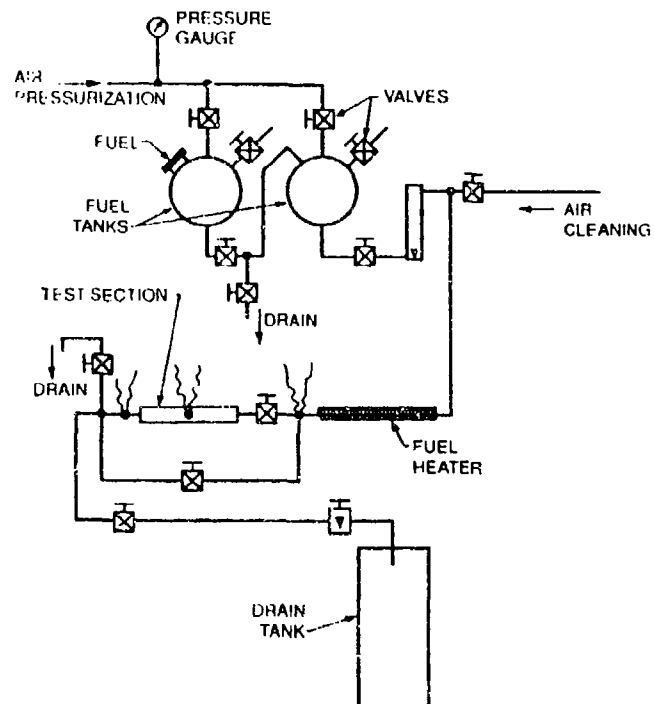 PRESSURE
GAUGE
AIR
PRESSURIZATION
VALVES
FUEL
FUEL
TANKS
AIR
CLEANING
TEST SECTION
DRAIN
DRAIN
FUEL
HEATER
DRAIN
TANK